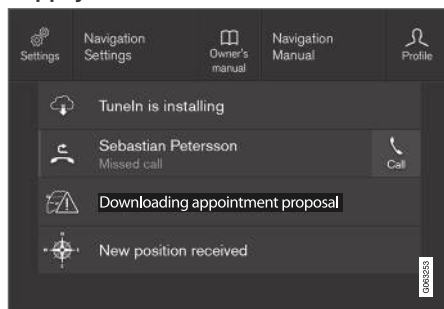 Settings
Navigation
Settings
Owner's
manual
Navigation
Manual
Profile
TuneIn is installing
Sebastian Petersson
Missed call
Call
Downloading appointment proposal
New position received
G063253